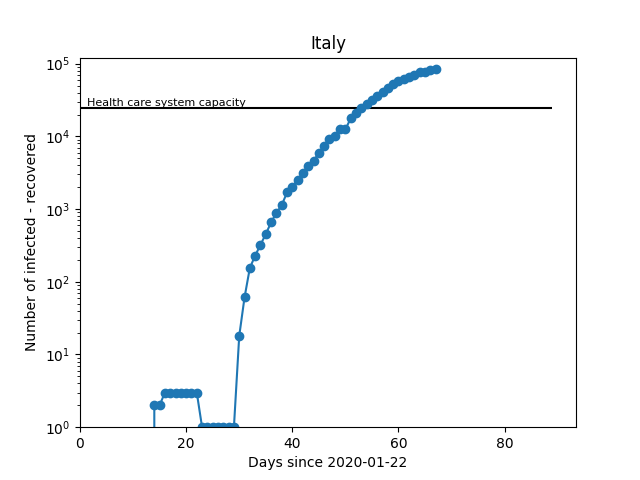 Italy
10^5
Health care system capacity
10^4
10^3
10^2
10^1
10^0
Number of infected - recovered
0 20 40 60 80
Days since 2020-01-22